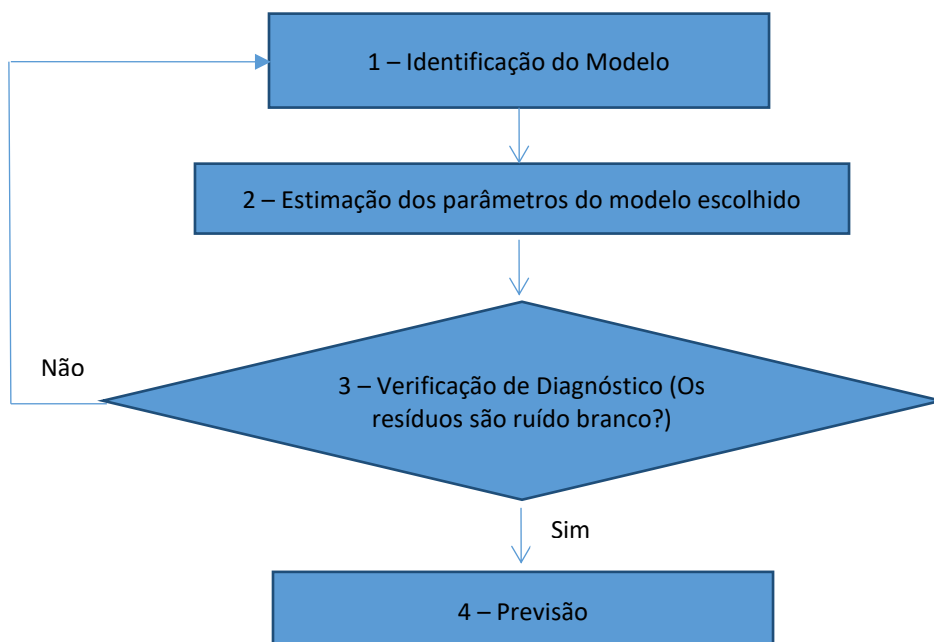 1 – Identificação do Modelo
2 – Estimação dos parâmetros do modelo escolhido
Não
3 – Verificação de Diagnóstico (Os
resíduos são ruído branco?)
Sim
4 – Previsão